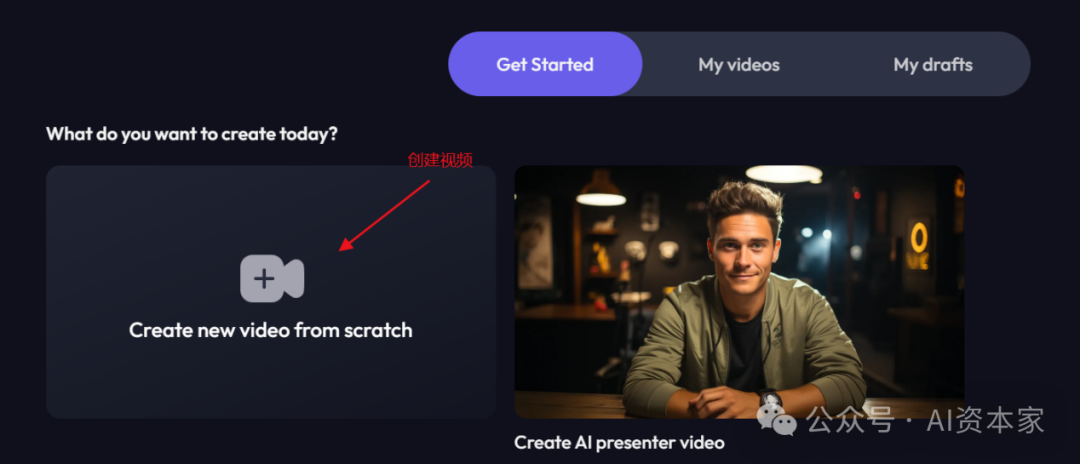 Get Started
My videos
My drafts
What do you want to create today?
创建视频
Create new video from scratch
Create AI presenter video
公众号 · AI资本家